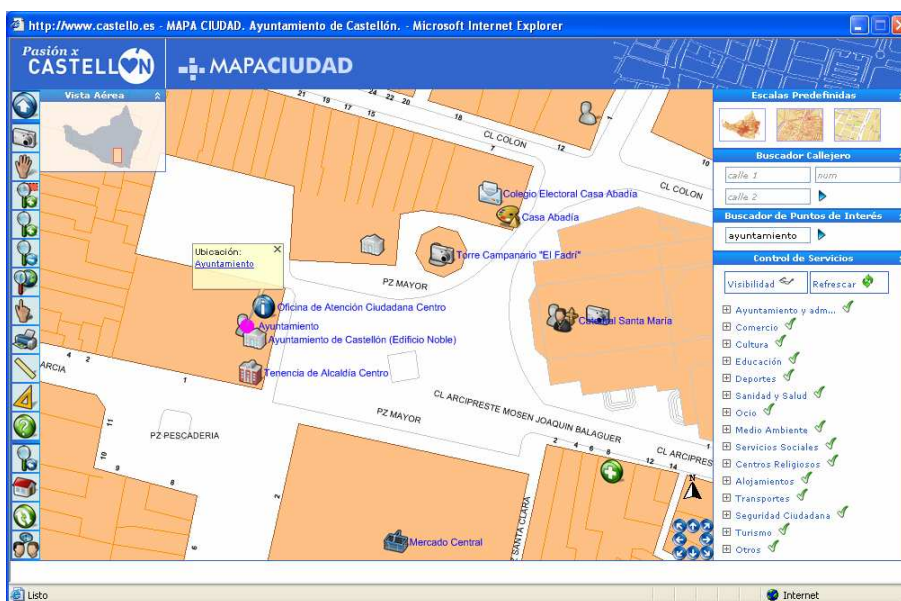 http://www.castello.es - MAPA CIUDAD. Ayuntamiento de Castellón. - Microsoft Internet Explorer
Pasión x
CASTELLÓN
MAPACIUDAD
Vista Aérea
Escalas Predefinidas
Buscador Callejero
calle 1
num
calle 2
Buscador de Puntos de Interés
ayuntamiento
Control de Servicios
Visibilidad
Refrescar
Ayuntamiento y adm...
Comercio
Cultura
Educación
Deportes
Sanidad y Salud
Ocio
Medio Ambiente
Servicios Sociales
Centros Religiosos
Alojamientos
Transportes
Seguridad Ciudadana
Turismo
Otros
21
19
17
15
24
22
20
18
CL COLON
7
12
1
10
CL COLON
Colegio Electoral Casa Abadía
Casa Abadía
Torre Campanario "El Fadrí"
Ubicación:
Ayuntamiento
PZ MAYOR
Oficina de Atención Ciudadana Centro
Ayuntamiento
Ayuntamiento de Castellón (Edificio Noble)
Catedral Santa María
4
2
ARCIA
1
Tenencia de Alcaldía Centro
CL ARCIPRESTE MOSEN JOAQUIN BALAGUER
PZ MAYOR
PZ PESCADERIA
11
10
9
8
6
2
2
4
6
8
12
14
1
CL ARCIPRES
N
PZ SANTA CLARA
Mercado Central
Listo
Internet